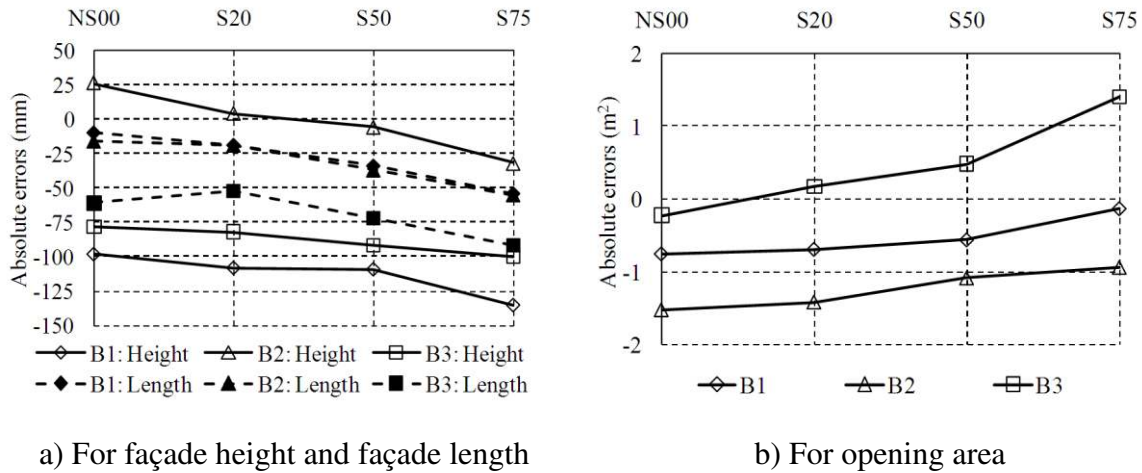 NS00 S20 S50 S75
50
25
0
-25
-50
-75
-100
-125
-150
Absolute errors (mm)
B1: Height B2: Height B3: Height
B1: Length B2: Length B3: Length
a) For façade height and façade length
NS00 S20 S50 S75
2
1
0
-1
-2
Absolute errors (m²)
B1 B2 B3
b) For opening area